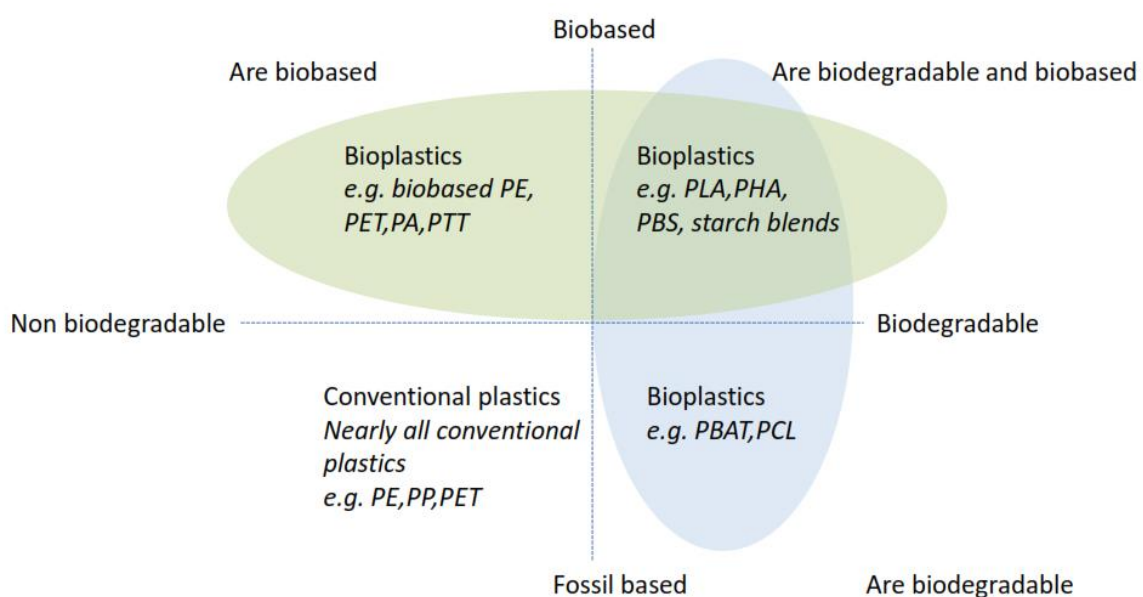 Biobased
Are biobased
Are biodegradable and biobased
Bioplastics
e.g. biobased PE,
PET,PA,PTT
Bioplastics
e.g. PLA,PHA,
PBS, starch blends
Non biodegradable
Biodegradable
Conventional plastics
Nearly all conventional
plastics
e.g. PE,PP,PET
Bioplastics
e.g. PBAT,PCL
Fossil based
Are biodegradable